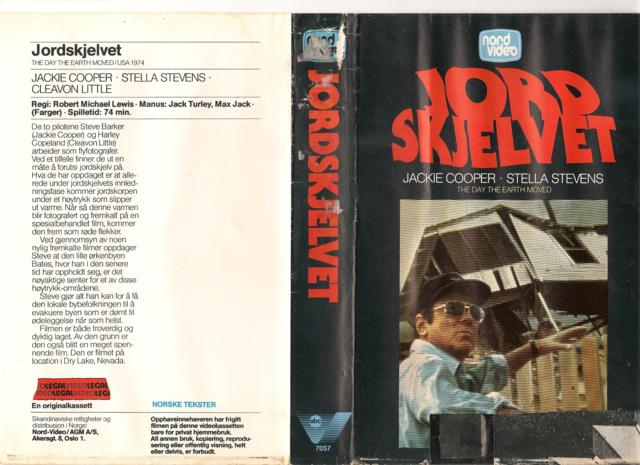 Jordskjelvet
THE DAY THE EARTH MOVED/USA 1974
JACKIE COOPER · STELLA STEVENS ·
CLEAVON LITTLE
Regi: Robert Michael Lewis · Manus: Jack Turley, Max Jack ·
(Farger) · Spilletid: 74 min.
De to pilotene Steve Barker
(Jackie Cooper) og Harley
Copeland (Cleavon Little)
arbeider som flyfotografer.
Ved et tilfelle finner de ut en
måte å forutsi jordskjelv på.
Hva de har oppdaget er at alle-
rede under jordskjelvets innled-
ningsfase kommer jordskorpen
under et høytrykk som slipper
ut varme. Når så denne varmen
blir fotografert og fremkalt på en
spesialbehandlet film, kommer
den frem som røde flekker.
Ved gjennomsyn av noen
nylig fremkalte filmer oppdager
Steve at den lille ørkenbyen
Bates, hvor han i den senere
tid har oppholdt seg, er det
nøyaktige senter for et av disse
høytrykk-områdene.
Steve gjør alt han kan for å få
den lokale bybefolkningen til å
evakuere byen som er dømt til
ødeleggelse når som helst.
Filmen er både troverdig og
dyktig laget. Av den grunn er
den også blitt en meget spen-
nende film. Den er filmet på
location i Dry Lake, Nevada.
LEGALVIDEOLEGAL
En originalkassett
Skandinaviske rettigheter og
distribusjon i Norge:
Nord-Video/AGM A/S,
Akersgt. 8, Oslo 1.
NORSKE TEKSTER
Opphavsinnehaveren har frigitt
filmen på denne videokassetten
bare for privat hjemmebruk.
All annen bruk, kopiering, reprodu-
sering eller offentlig visning, helt
eller delvis, er forbudt.
nord
video
JORDSKJELVET
abc
7057
nord
video
JORD
SKJELVET
JACKIE COOPER · STELLA STEVENS
THE DAY THE EARTH MOVED